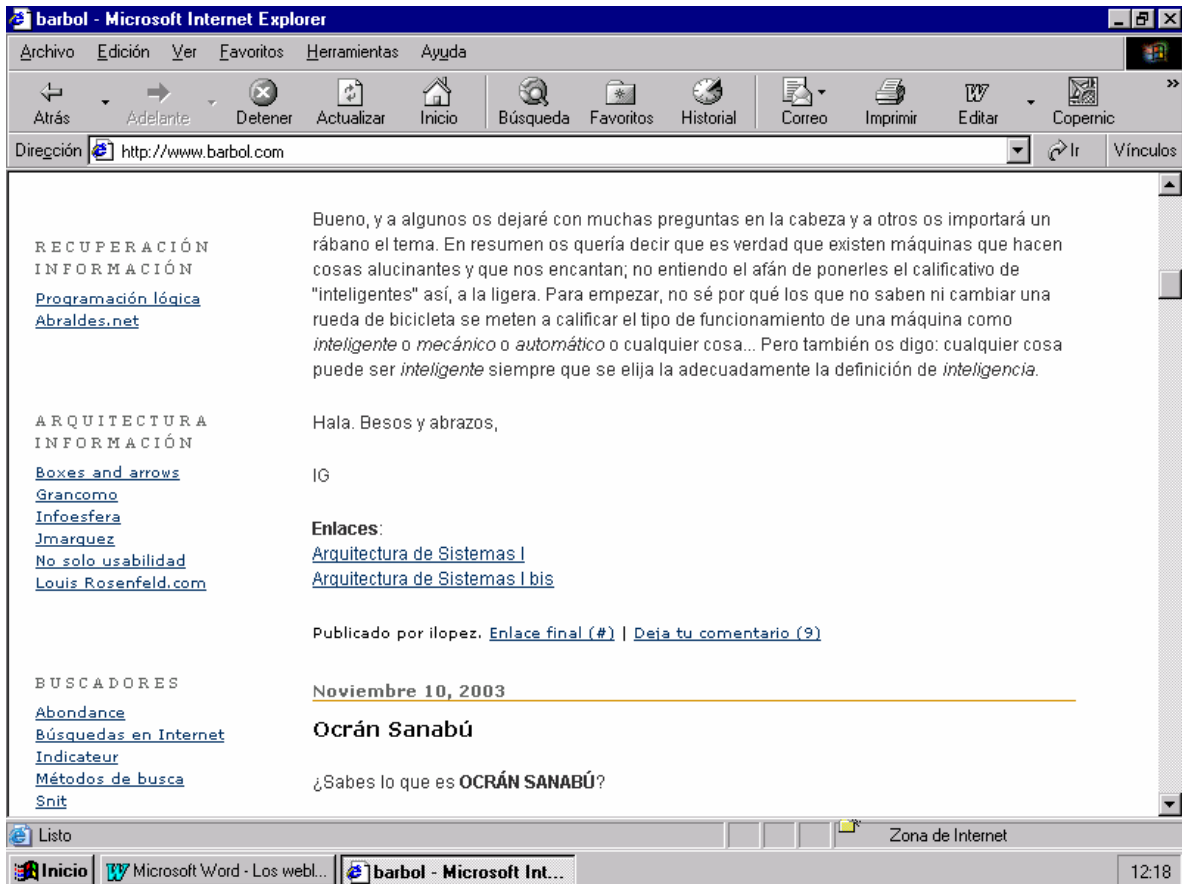 barbol - Microsoft Internet Explorer
Archivo Edición Ver Favoritos Herramientas Ayuda
Atrás Adelante Detener Actualizar Inicio Búsqueda Favoritos Historial Correo Imprimir Editar Copernic »
Dirección http://www.barbol.com Ir Vínculos
RECUPERACIÓN
INFORMACIÓN
Programación lógica
Abraldes.net
ARQUITECTURA
INFORMACIÓN
Boxes and arrows
Grancomo
Infoesfera
Jmarquez
No solo usabilidad
Louis Rosenfeld.com
BUSCADORES
Abondance
Búsquedas en Internet
Indicateur
Métodos de busca
Snit
Bueno, y a algunos os dejaré con muchas preguntas en la cabeza y a otros os importará un
rábano el tema. En resumen os quería decir que es verdad que existen máquinas que hacen
cosas alucinantes y que nos encantan; no entiendo el afán de ponerles el calificativo de
"inteligentes" así, a la ligera. Para empezar, no sé por qué los que no saben ni cambiar una
rueda de bicicleta se meten a calificar el tipo de funcionamiento de una máquina como
inteligente o mecánico o automático o cualquier cosa... Pero también os digo: cualquier cosa
puede ser inteligente siempre que se elija la adecuadamente la definición de inteligencia.
Hala. Besos y abrazos,
IG
Enlaces:
Arquitectura de Sistemas I
Arquitectura de Sistemas I bis
Publicado por ilopez. Enlace final (#) | Deja tu comentario (9)
Noviembre 10, 2003
Ocrán Sanabú
¿Sabes lo que es OCRÁN SANABÚ?
Listo Zona de Internet
Inicio Microsoft Word - Los webl... barbol - Microsoft Int... 12:18